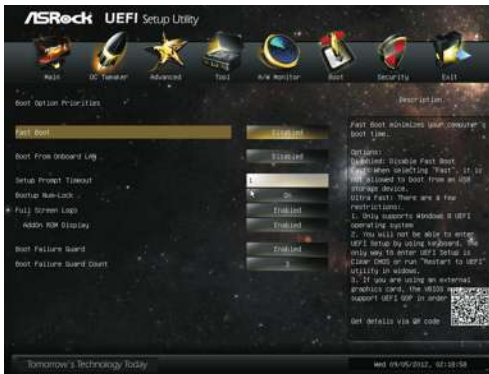 ASRock UEFI Setup Utility
Main OC Tweaker Advanced Tool H/W Monitor Boot Security Exit
Boot Option Priorities
Fast Boot Disabled
Boot From Onboard LAN Disabled
Setup Prompt Timeout 1
Bootup Num-Lock On
Full Screen Logo Enabled
AddOn ROM Display Enabled
Boot Failure Guard Enabled
Boot Failure Guard Count 3
Description
Fast Boot minimizes your computer's
boot time.
Options:
Disabled: Disable Fast Boot
Fast: When selecting "Fast", it is
not allowed to boot from an USB
storage device.
Ultra Fast: There are a few
restrictions:.
1. Only supports Windows 8 UEFI
operating system
2. You will not be able to enter
UEFI Setup by using keyboard, the
only way to enter UEFI Setup is
Clear CMOS or run "Restart to UEFI"
utility in widows.
3. If you are using an external
graphics card, the VBIOS must
support UEFI GOP in order
Get details via QR code
Tomorrow's Technology Today
Wed 09/05/2012, 02:18:58